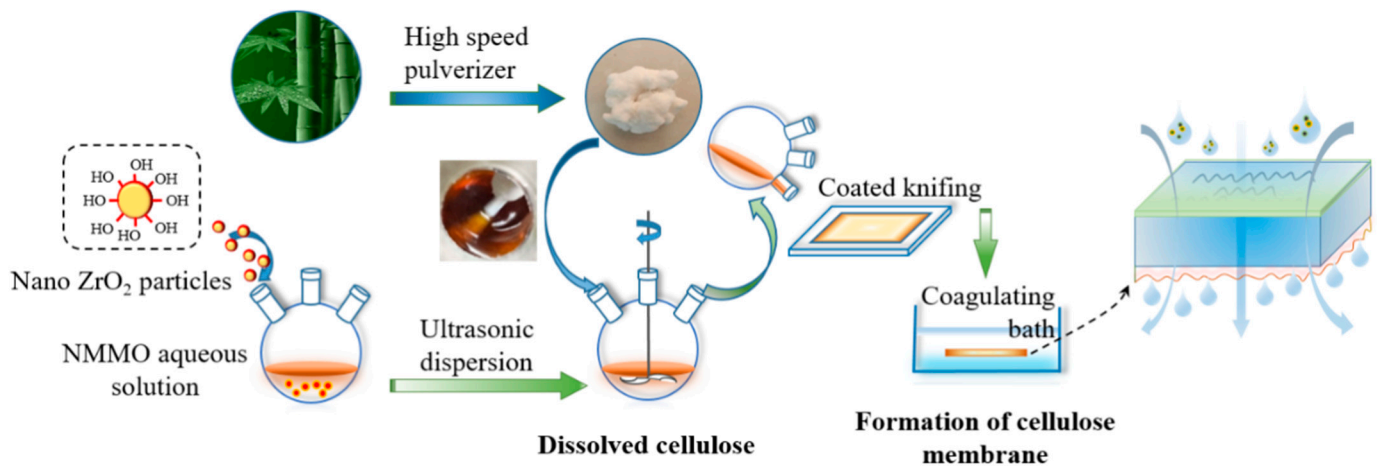 High speed
pulverizer
OH
HO
OH
HO
OH
HO
OH
HO
Nano ZrO₂ particles
NMMO aqueous
solution
Ultrasonic
dispersion
Dissolved cellulose
Coated knifing
Coagulating
bath
Formation of cellulose
membrane